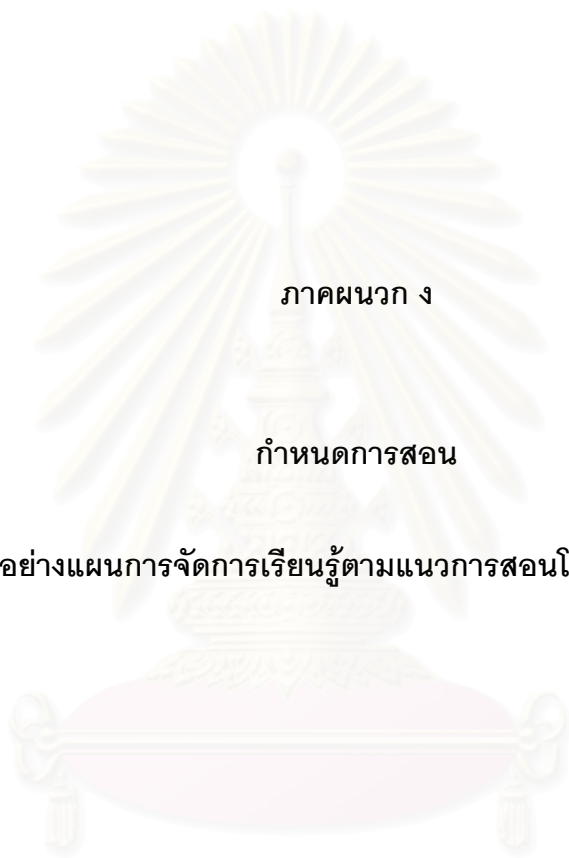 ภาคผนวก ง
กำหนดการสอน
อย่างแผนการจัดการเรียนรู้ตามแนวการสอนโ